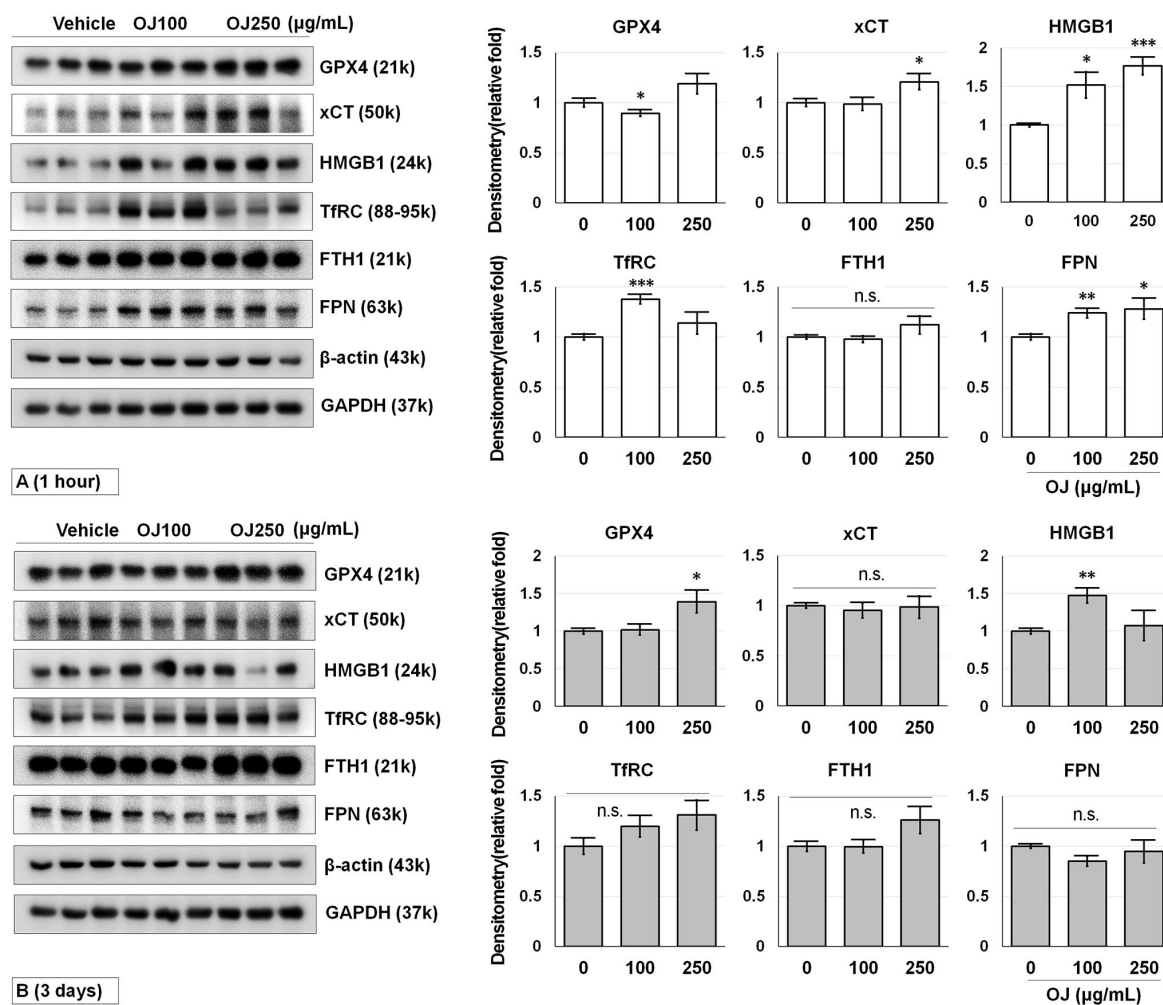 Vehicle OJ100 OJ250 (µg/mL)
GPX4 (21k)
xCT (50k)
HMGB1 (24k)
TfRC (88-95k)
FTH1 (21k)
FPN (63k)
β-actin (43k)
GAPDH (37k)
A (1 hour)
GPX4 xCT HMGB1
Densitometry(relative fold)
1.5 1.5 2
* * * ***
1 1 1.5
0.5 0.5 1
0 0 0.5
0 100 250 0 100 250 0 100 250
TfRC FTH1 FPN
Densitometry(relative fold)
2 1.5 1.5
*** n.s. ** *
1.5 1 1
1 0.5 0.5
0.5 0 0
0 100 250 0 100 250 0 100 250
OJ (µg/mL)
Vehicle OJ100 OJ250 (µg/mL)
GPX4 (21k)
xCT (50k)
HMGB1 (24k)
TfRC (88-95k)
FTH1 (21k)
FPN (63k)
β-actin (43k)
GAPDH (37k)
B (3 days)
GPX4 xCT HMGB1
Densitometry(relative fold)
2 1.5 2
* n.s. **
1.5 1 1.5
1 0.5 1
0.5 0 0.5
0 100 250 0 100 250 0 100 250
TfRC FTH1 FPN
Densitometry(relative fold)
1.5 1.5 1.5
n.s. n.s. n.s.
1 1 1
0.5 0.5 0.5
0 0 0
0 100 250 0 100 250 0 100 250
OJ (µg/mL)